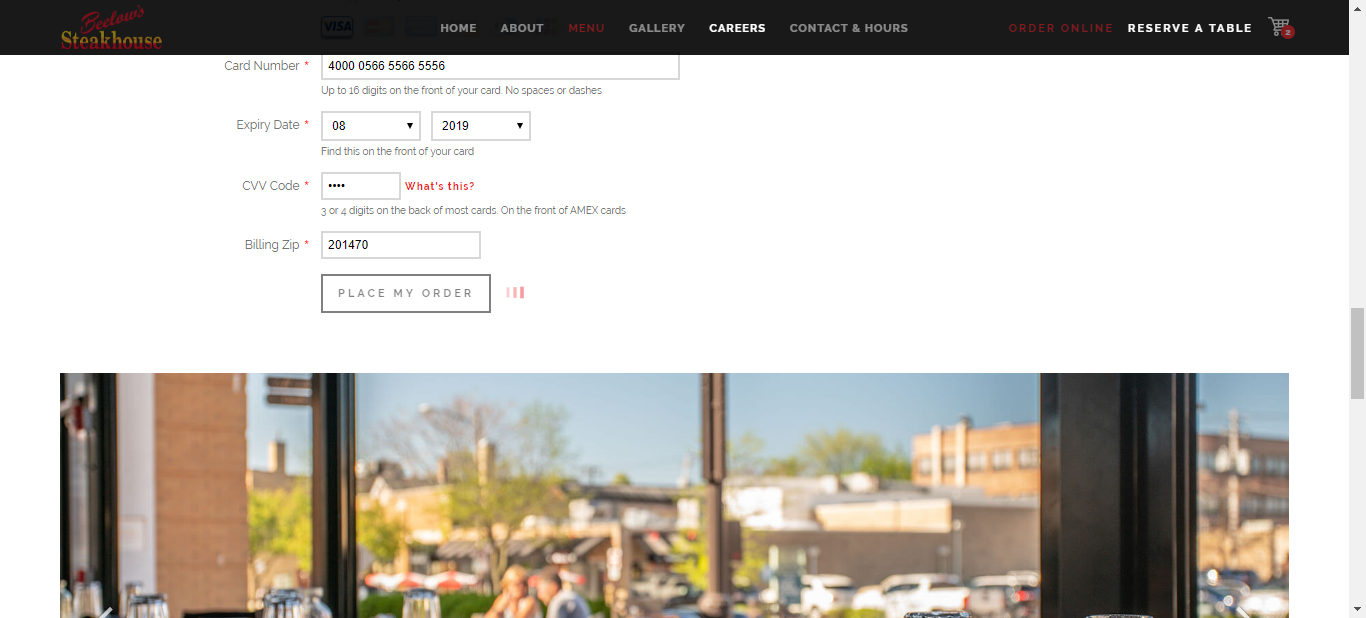 Beelow's
Steakhouse
VISA
HOME ABOUT MENU GALLERY CAREERS CONTACT & HOURS ORDER ONLINE RESERVE A TABLE 2
Card Number * 4000 0566 5566 5556
Up to 16 digits on the front of your card. No spaces or dashes
Expiry Date * 08 2019
Find this on the front of your card
CVV Code * •••• What's this?
3 or 4 digits on the back of most cards. On the front of AMEX cards
Billing Zip * 201470
PLACE MY ORDER